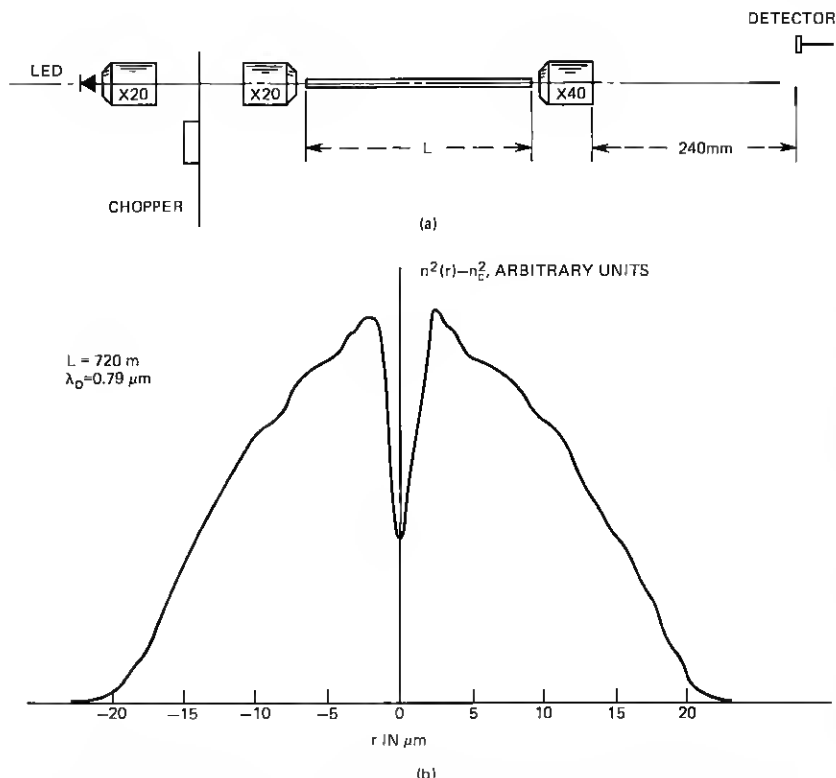 DETECTOR
LED
X20
X20
X40
L
240mm
CHOPPER
(a)
n²(r)–n_c², ARBITRARY UNITS
L = 720 m
λ₀=0.79 μm
–20 –15 –10 –5 0 5 10 15 20
r IN μm
(b)